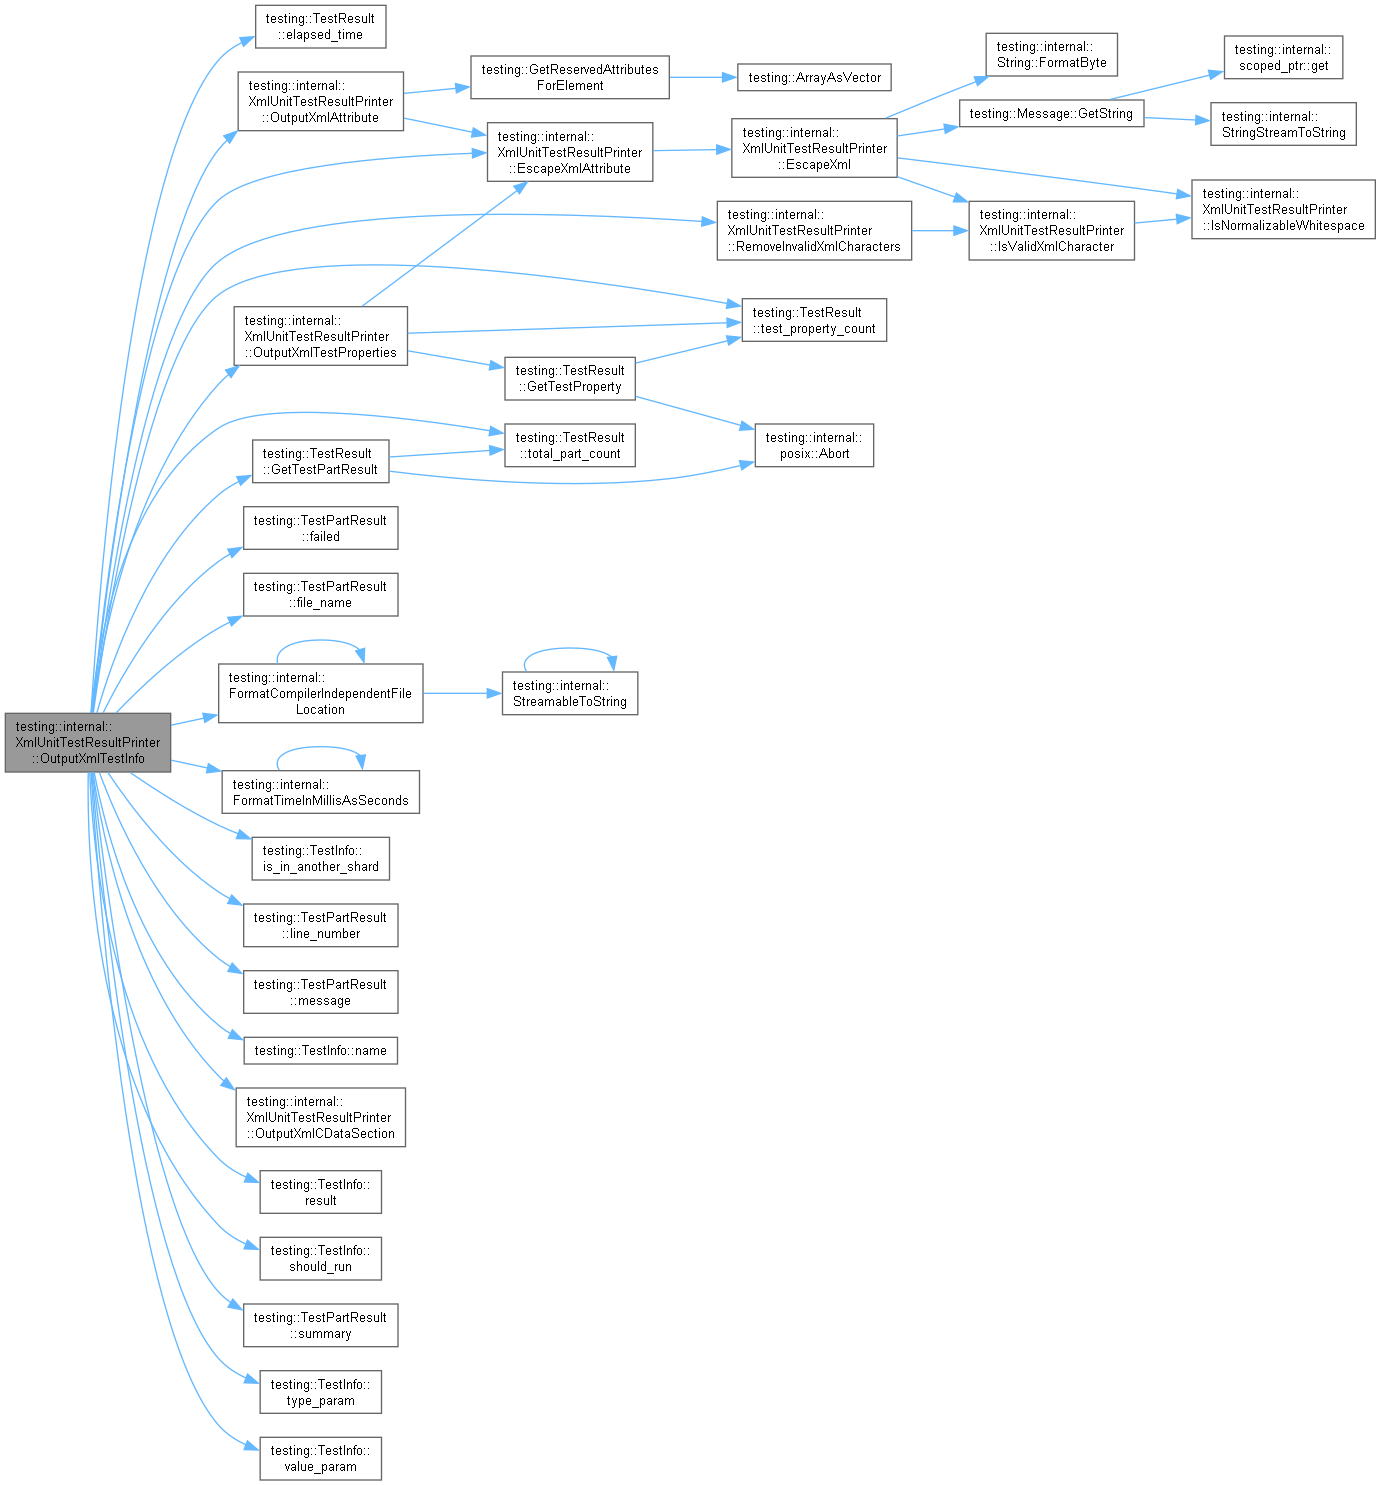 testing::TestResult
::elapsed_time
testing::internal::
XmlUnitTestResultPrinter
::OutputXmlAttribute
testing::GetReservedAttributes
ForElement
testing::ArrayAsVector
testing::internal::
String::FormatByte
testing::internal::
scoped_ptr::get
testing::Message::GetString
testing::internal::
StringStreamToString
testing::internal::
XmlUnitTestResultPrinter
::EscapeXmlAttribute
testing::internal::
XmlUnitTestResultPrinter
::EscapeXml
testing::internal::
XmlUnitTestResultPrinter
::RemoveInvalidXmlCharacters
testing::internal::
XmlUnitTestResultPrinter
::IsValidXmlCharacter
testing::internal::
XmlUnitTestResultPrinter
::IsNormalizableWhitespace
testing::internal::
XmlUnitTestResultPrinter
::OutputXmlTestProperties
testing::TestResult
::test_property_count
testing::TestResult
::GetTestProperty
testing::TestResult
::GetTestPartResult
testing::TestResult
::total_part_count
testing::internal::
posix::Abort
testing::TestPartResult
::failed
testing::TestPartResult
::file_name
testing::internal::
FormatCompilerIndependentFile
Location
testing::internal::
StreamableToString
testing::internal::
XmlUnitTestResultPrinter
::OutputXmlTestInfo
testing::internal::
FormatTimeInMillisAsSeconds
testing::TestInfo::
is_in_another_shard
testing::TestPartResult
::line_number
testing::TestPartResult
::message
testing::TestInfo::name
testing::internal::
XmlUnitTestResultPrinter
::OutputXmlCDataSection
testing::TestInfo::
result
testing::TestInfo::
should_run
testing::TestPartResult
::summary
testing::TestInfo::
type_param
testing::TestInfo::
value_param